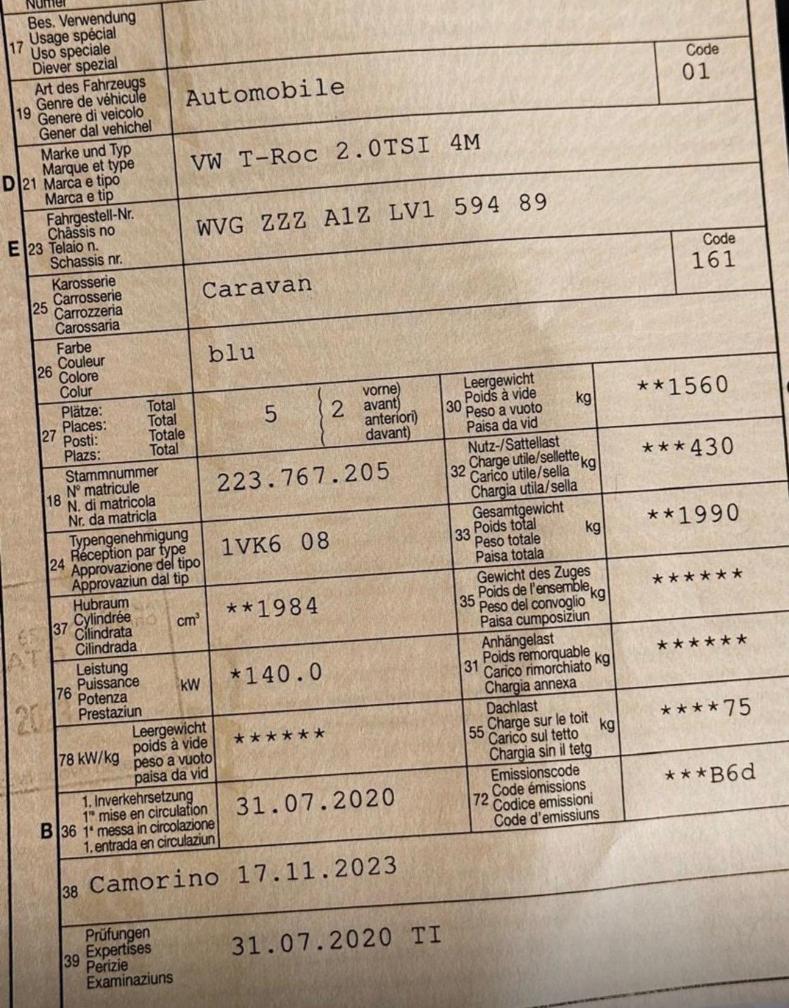 Numer
17 Bes. Verwendung
Usage spécial
Uso speciale
Diever spezial
19 Art des Fahrzeugs
Genre de véhicule
Genere di veicolo
Gener dal vehichel
Automobile
Code
01
D 21 Marke und Typ
Marque et type
Marca e tipo
Marca e tip
VW T-Roc 2.0TSI 4M
E 23 Fahrgestell-Nr.
Châssis no
Telaio n.
Schassis nr.
WVG ZZZ A1Z LV1 594 89
25 Karosserie
Carrosserie
Carrozzeria
Carossaria
Caravan
Code
161
26 Farbe
Couleur
Colore
Colur
blu
27 Plätze: Total
Places: Total
Posti: Totale
Plazs: Total
5 ( 2 vorne)
avant)
anteriori)
davant)
30 Leergewicht
Poids à vide
Peso a vuoto
Paisa da vid
kg
**1560
18 Stammnummer
N° matricule
N. di matricola
Nr. da matricla
223.767.205
32 Nutz-/Sattellast
Charge utile/sellette
Carico utile/sella
Chargia utila/sella
kg
***430
24 Typengenehmigung
Réception par type
Approvazione del tipo
Approvaziun dal tip
1VK6 08
33 Gesamtgewicht
Poids total
Peso totale
Paisa totala
kg
**1990
37 Hubraum
Cylindrée
Cilindrata
Cilindrada
cm³
**1984
35 Gewicht des Zuges
Poids de l'ensemble
Peso del convoglio
Paisa cumposiziun
kg
******
76 Leistung
Puissance
Potenza
Prestaziun
kW
*140.0
31 Anhängelast
Poids remorquable
Carico rimorchiato
Chargia annexa
kg
******
78 kW/kg Leergewicht
poids à vide
peso a vuoto
paisa da vid
******
55 Dachlast
Charge sur le toit
Carico sul tetto
Chargia sin il tetg
kg
****75
B 36 1. Inverkehrsetzung
1re mise en circulation
1a messa in circolazione
1. entrada en circulaziun
31.07.2020
72 Emissionscode
Code émissions
Codice emissioni
Code d'emissiuns
***B6d
38 Camorino 17.11.2023
39 Prüfungen
Expertises
Perizie
Examinaziuns
31.07.2020 TI